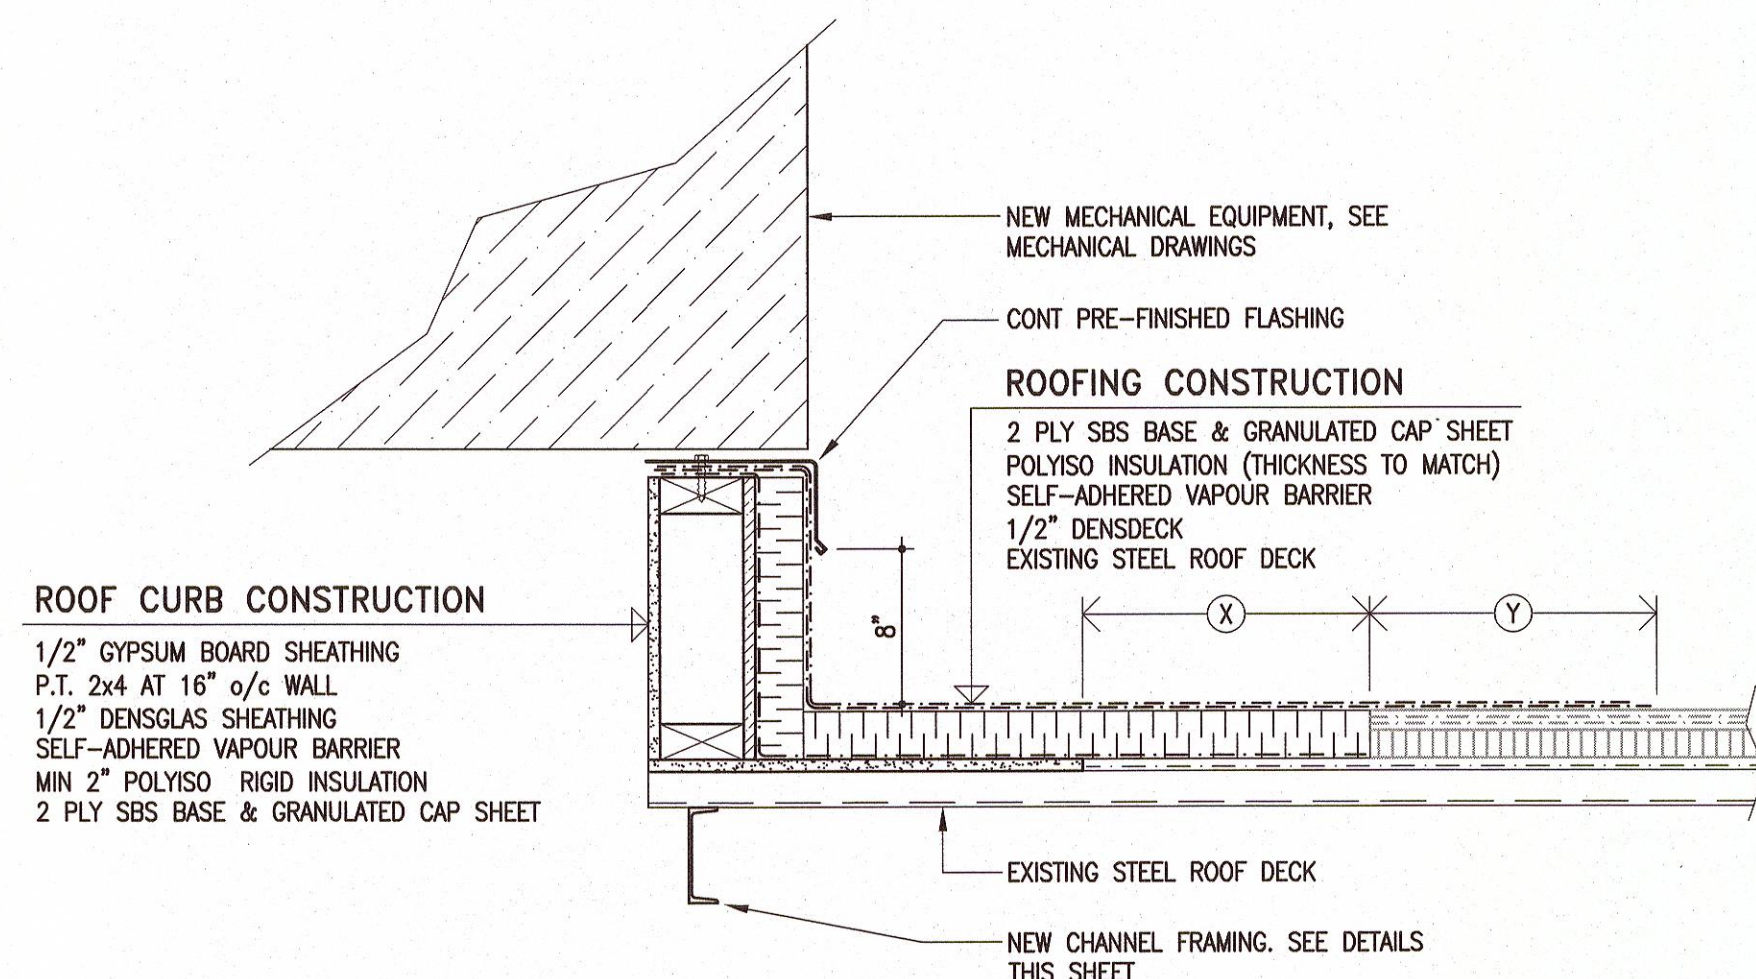 NEW MECHANICAL EQUIPMENT, SEE
MECHANICAL DRAWINGS
CONT PRE-FINISHED FLASHING
ROOFING CONSTRUCTION
2 PLY SBS BASE & GRANULATED CAP SHEET
POLYISO INSULATION (THICKNESS TO MATCH)
SELF-ADHERED VAPOUR BARRIER
1/2" DENSDECK
EXISTING STEEL ROOF DECK
X
Y
8"
ROOF CURB CONSTRUCTION
1/2" GYPSUM BOARD SHEATHING
P.T. 2x4 AT 16" o/c WALL
1/2" DENSGLAS SHEATHING
SELF-ADHERED VAPOUR BARRIER
MIN 2" POLYISO RIGID INSULATION
2 PLY SBS BASE & GRANULATED CAP SHEET
EXISTING STEEL ROOF DECK
NEW CHANNEL FRAMING. SEE DETAILS
THIS SHEET